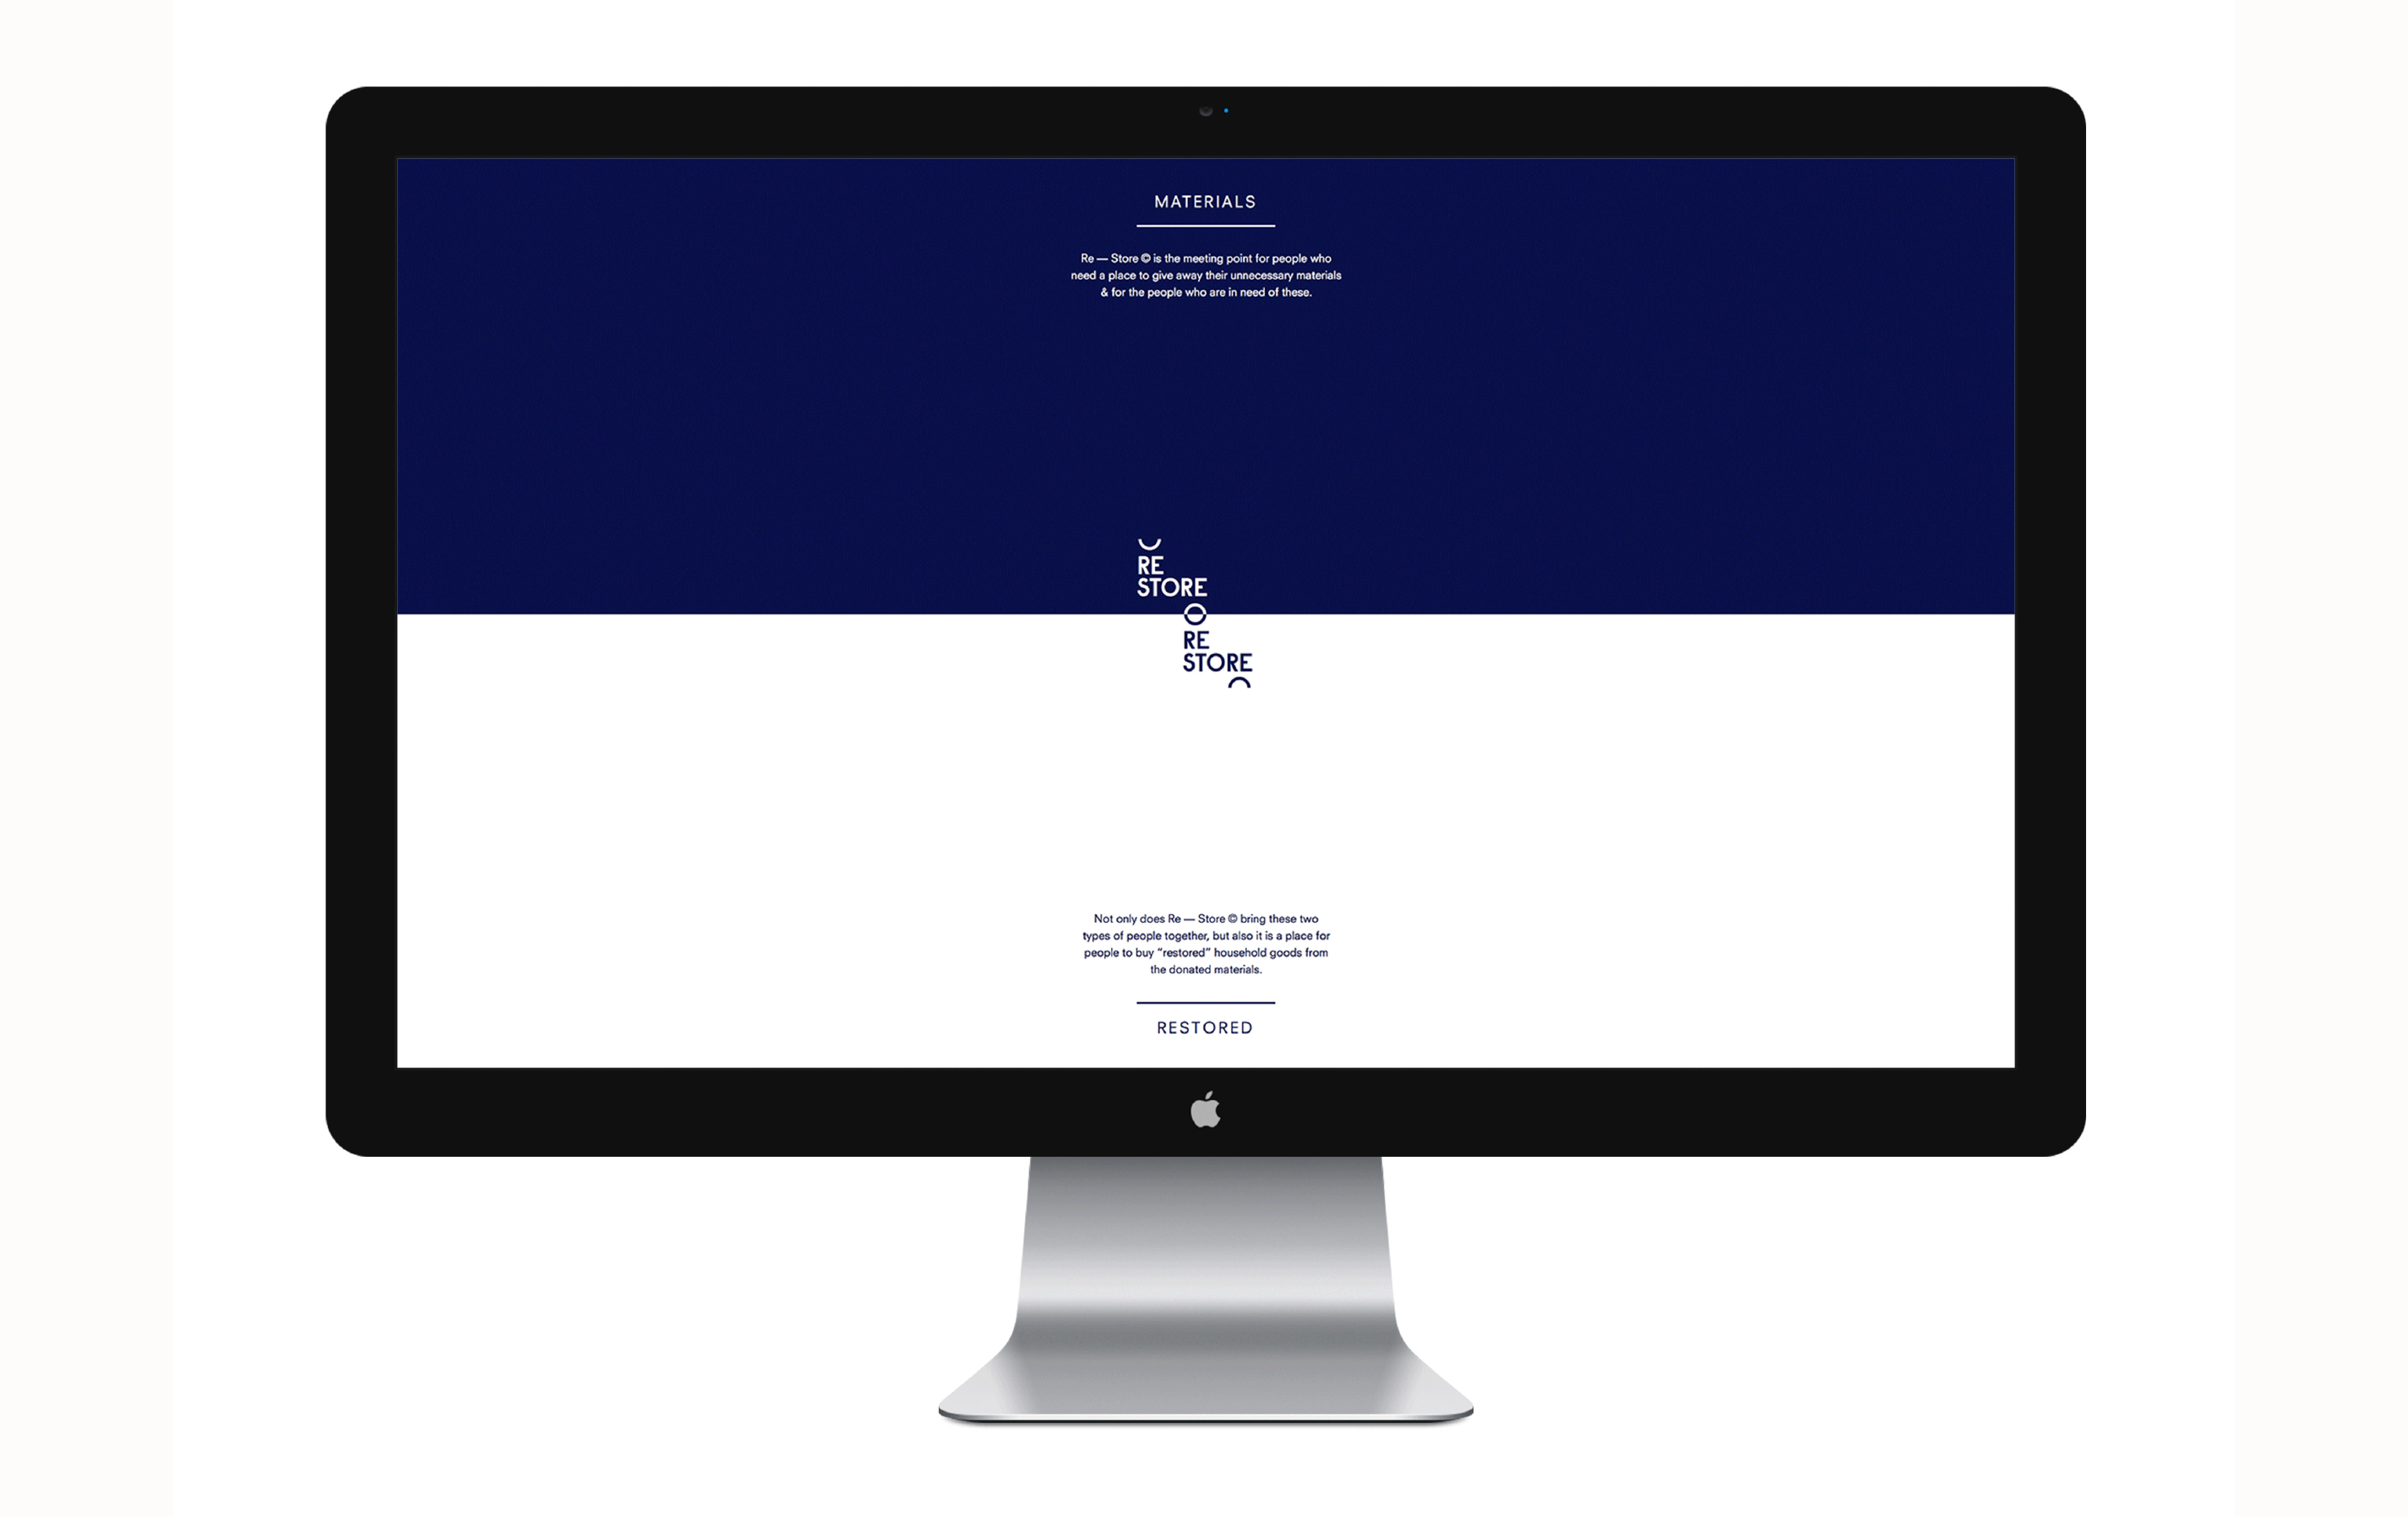 MATERIALS
Re — Store © is the meeting point for people who
need a place to give away their unnecessary materials
& for the people who are in need of these.
RE
STORE
RE
STORE
Not only does Re — Store © bring these two
types of people together, but also it is a place for
people to buy “restored” household goods from
the donated materials.
RESTORED